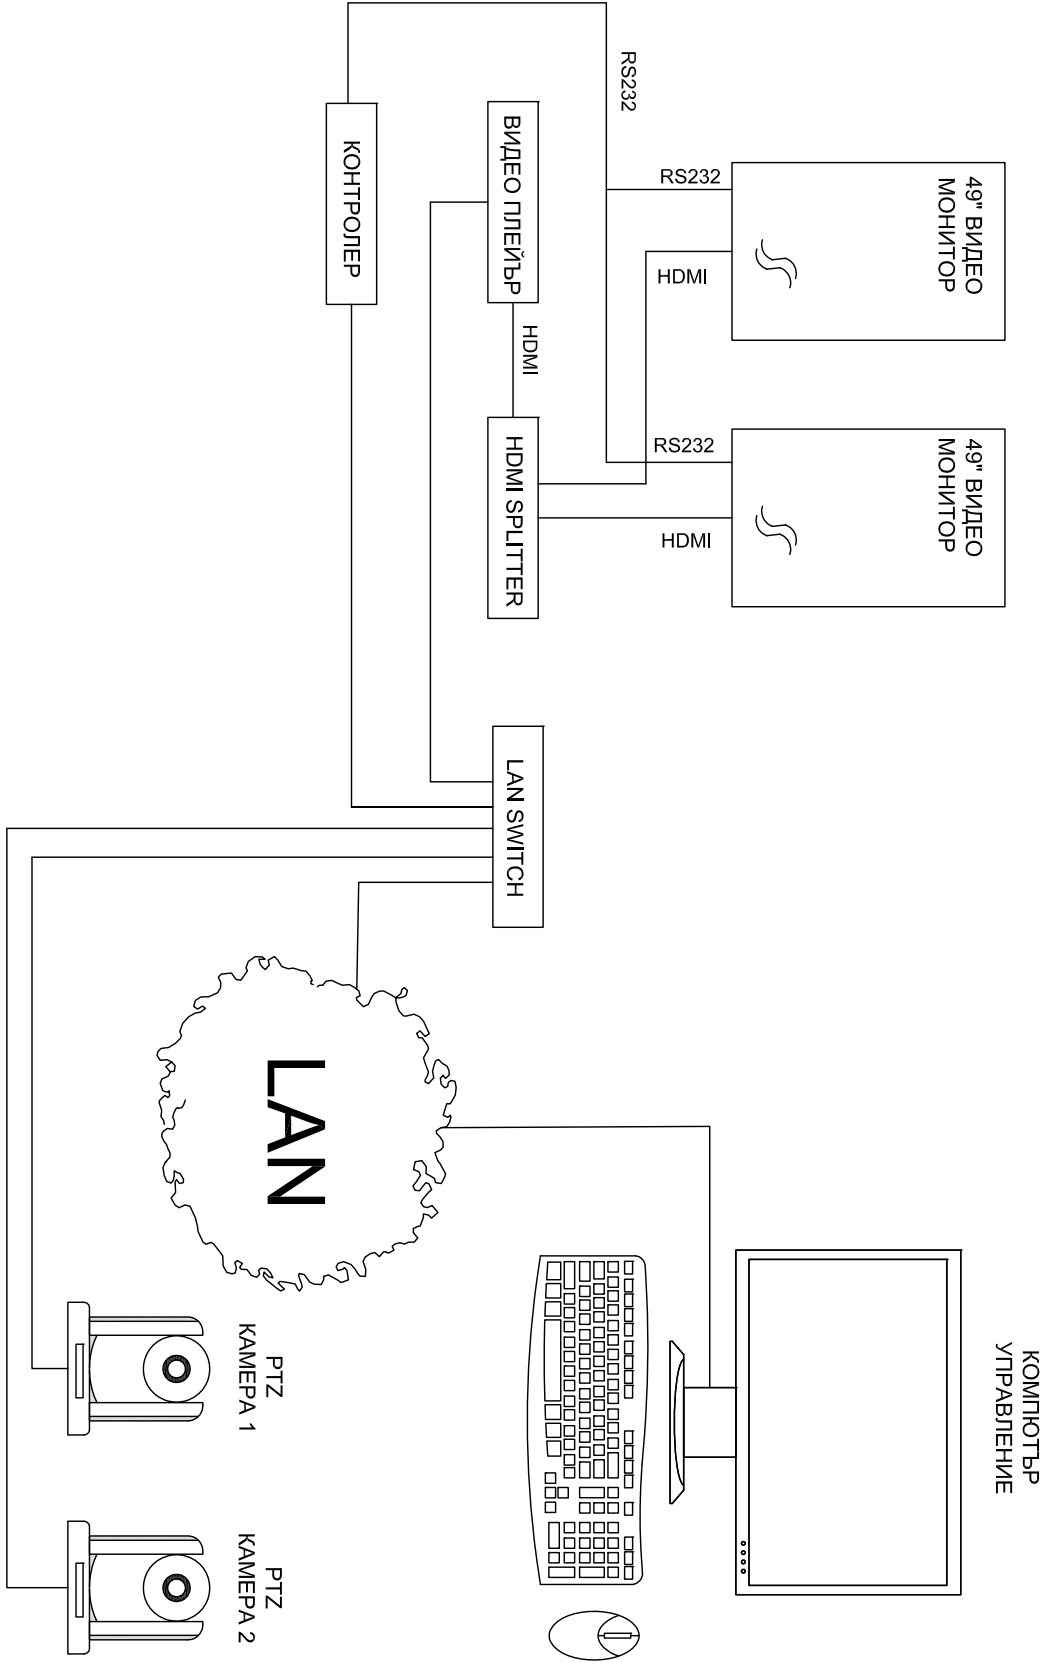 49" ВИДЕО
МОНИТОР
49" ВИДЕО
МОНИТОР
RS232
HDMI
RS232
HDMI
RS232
ВИДЕО ПЛЕЙЪР
HDMI
HDMI SPLITTER
КОНТРОЛЕР
LAN SWITCH
LAN
КОМПЮТЪР
УПРАВЛЕНИЕ
PTZ
КАМЕРА 1
PTZ
КАМЕРА 2